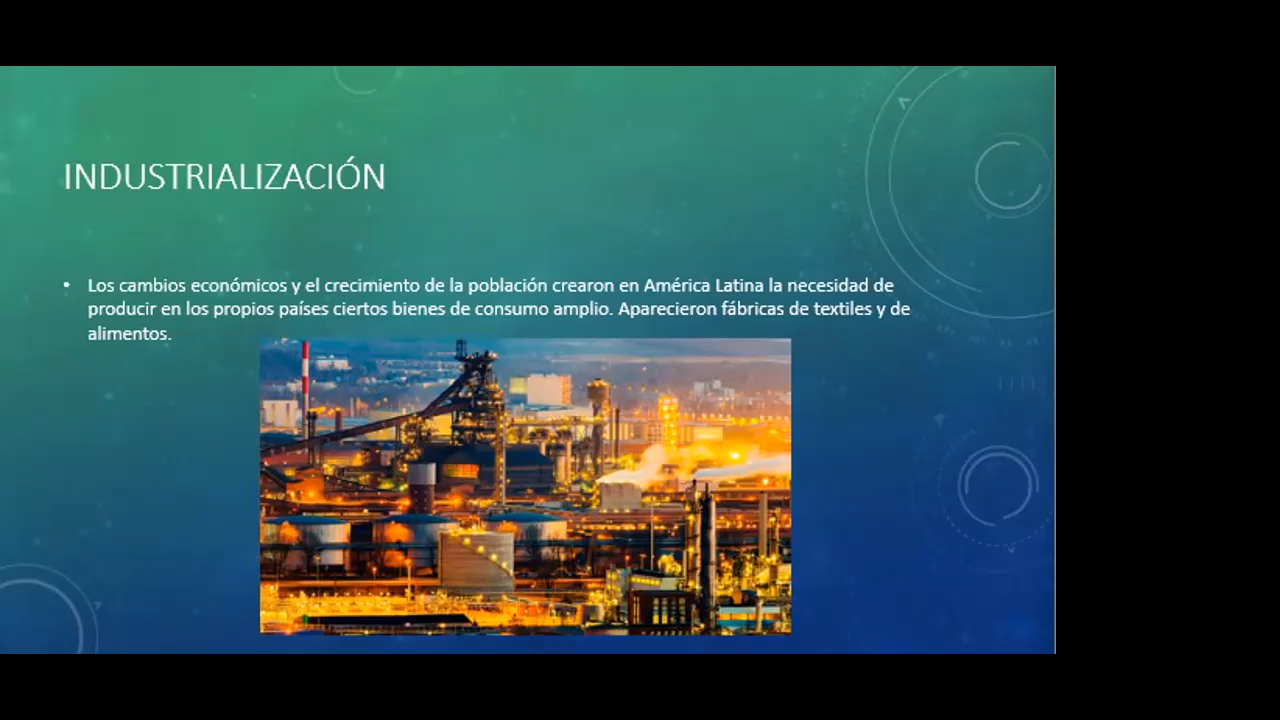 INDUSTRIALIZACIÓN
• Los cambios económicos y el crecimiento de la población crearon en América Latina la necesidad de
producir en los propios países ciertos bienes de consumo amplio. Aparecieron fábricas de textiles y de
alimentos.